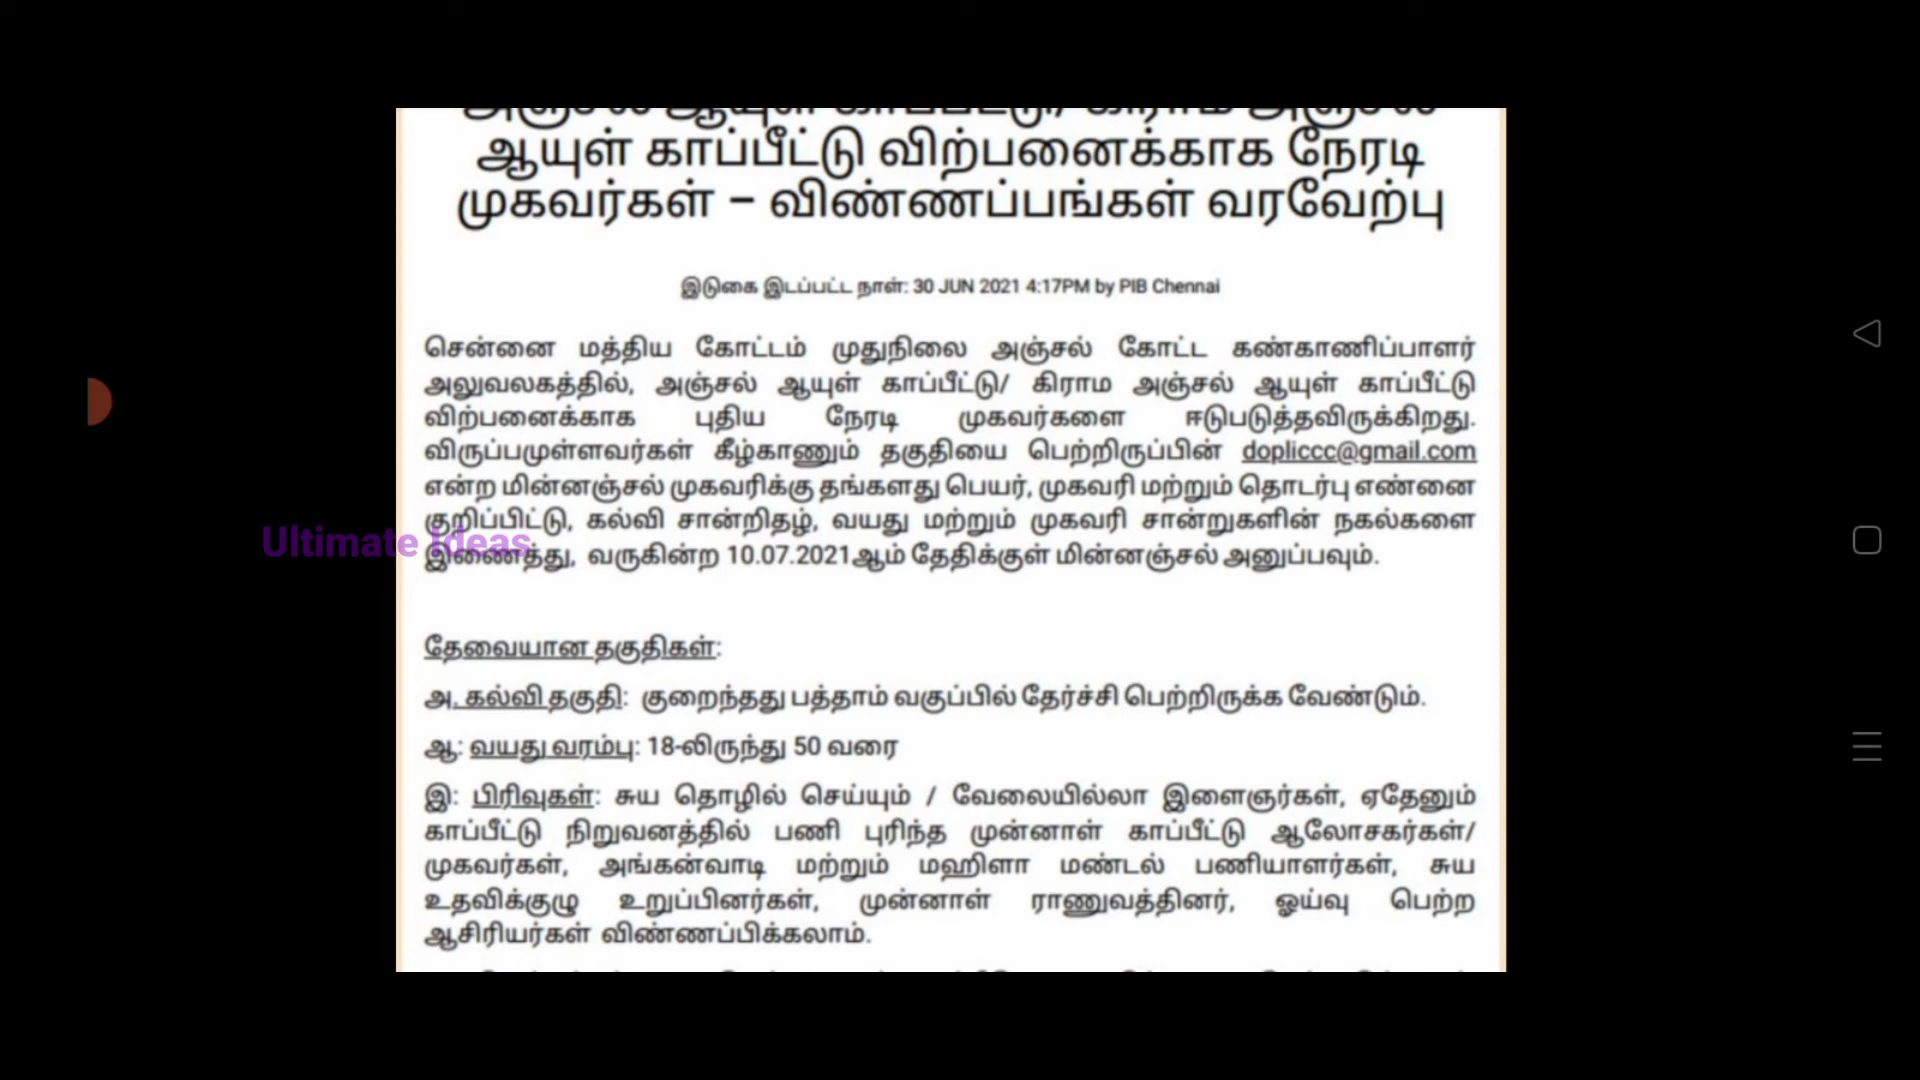 அஞ்சல் ஆயுள் காப்பீட்டு/ கிராம அஞ்சல்
ஆயுள் காப்பீட்டு விற்பனைக்காக நேரடி
முகவர்கள் – விண்ணப்பங்கள் வரவேற்பு
இடுகை இடப்பட்ட நாள்: 30 JUN 2021 4:17PM by PIB Chennai
சென்னை மத்திய கோட்டம் முதுநிலை அஞ்சல் கோட்ட கண்காணிப்பாளர்
அலுவலகத்தில், அஞ்சல் ஆயுள் காப்பீட்டு/ கிராம அஞ்சல் ஆயுள் காப்பீட்டு
விற்பனைக்காக புதிய நேரடி முகவர்களை ஈடுபடுத்தவிருக்கிறது.
விருப்பமுள்ளவர்கள் கீழ்காணும் தகுதியை பெற்றிருப்பின் dopliccc@gmail.com
என்ற மின்னஞ்சல் முகவரிக்கு தங்களது பெயர், முகவரி மற்றும் தொடர்பு எண்னை
குறிப்பிட்டு, கல்வி சான்றிதழ், வயது மற்றும் முகவரி சான்றுகளின் நகல்களை
Ultimate Ideas
இணைத்து, வருகின்ற 10.07.2021ஆம் தேதிக்குள் மின்னஞ்சல் அனுப்பவும்.
தேவையான தகுதிகள்:
அ. கல்வி தகுதி: குறைந்தது பத்தாம் வகுப்பில் தேர்ச்சி பெற்றிருக்க வேண்டும்.
ஆ: வயது வரம்பு: 18-லிருந்து 50 வரை
இ: பிரிவுகள்: சுய தொழில் செய்யும் / வேலையில்லா இளைஞர்கள், ஏதேனும்
காப்பீட்டு நிறுவனத்தில் பணி புரிந்த முன்னாள் காப்பீட்டு ஆலோசகர்கள்/
முகவர்கள், அங்கன்வாடி மற்றும் மஹிளா மண்டல் பணியாளர்கள், சுய
உதவிக்குழு உறுப்பினர்கள், முன்னாள் ராணுவத்தினர், ஓய்வு பெற்ற
ஆசிரியர்கள் விண்ணப்பிக்கலாம்.